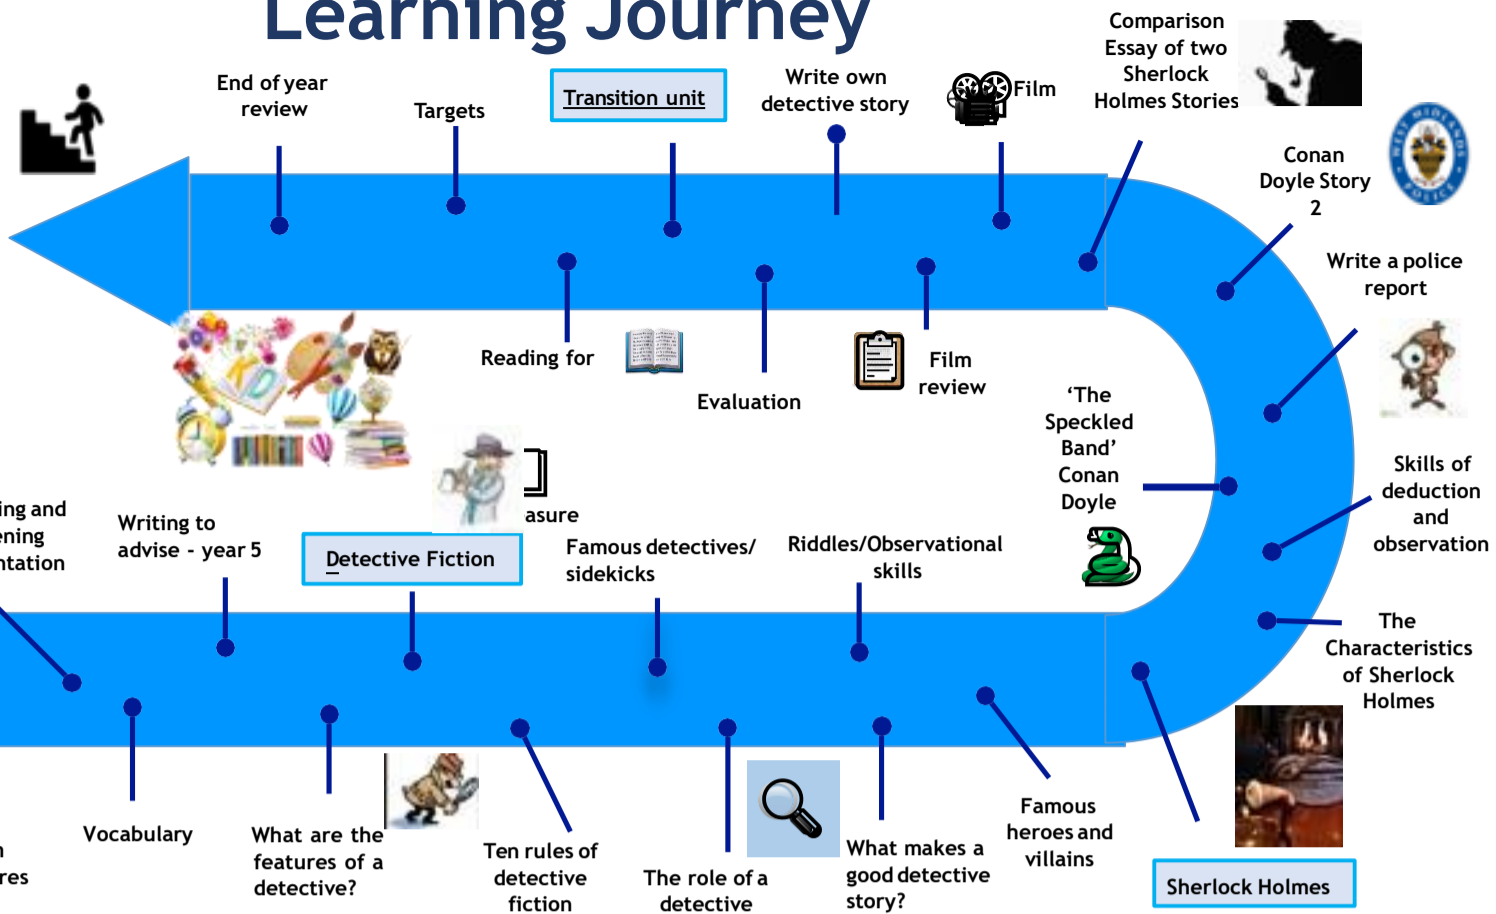 Learning Journey
Comparison
Essay of two
Sherlock
Holmes Stories
End of year
review
Targets
Transition unit
Write own
detective story
Film
Conan
Doyle Story
2
WEST MIDLANDS
POLICE
Write a police
report
Reading for
Evaluation
Film
review
‘The
Speckled
Band’
Conan
Doyle
Skills of
deduction
and
observation
ing and
ening
ntation
Writing to
advise - year 5
asure
Detective Fiction
Famous detectives/
sidekicks
Riddles/Observational
skills
The
Characteristics
of Sherlock
Holmes
Vocabulary
What are the
features of a
detective?
Ten rules of
detective
fiction
The role of a
detective
What makes a
good detective
story?
Famous
heroes and
villains
Sherlock Holmes
res